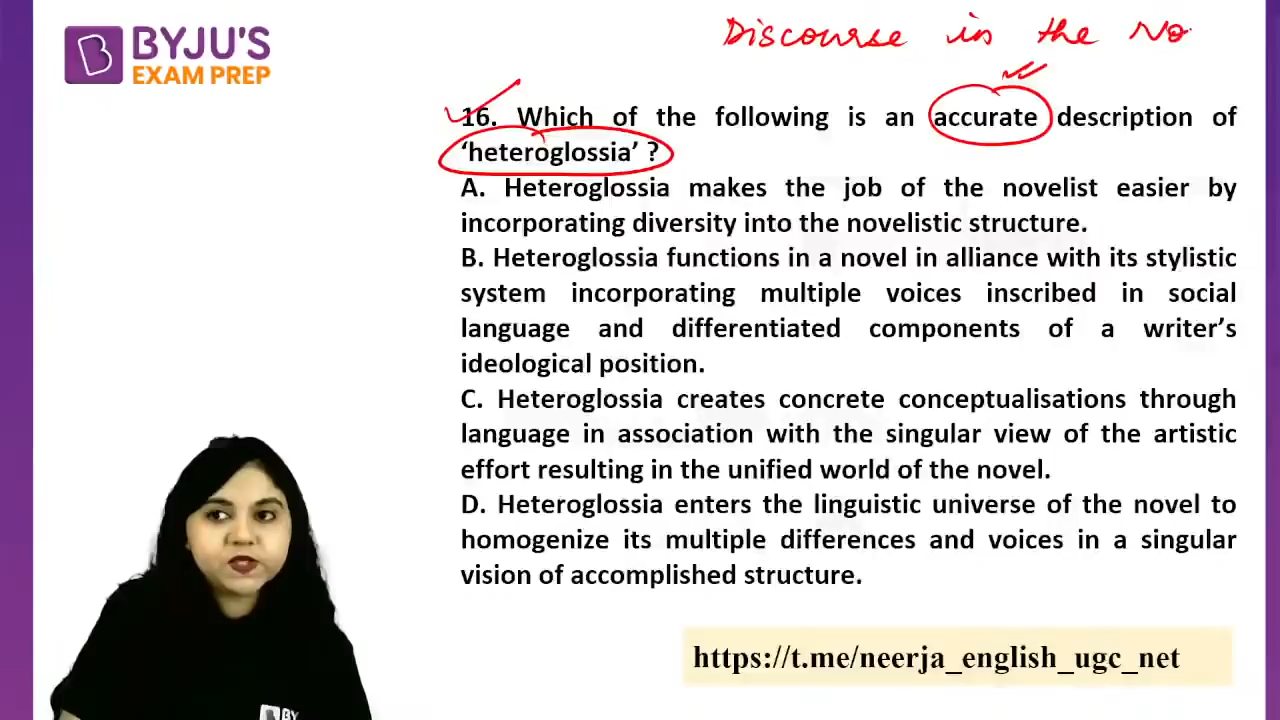 BYJU'S
EXAM PREP
Discourse in the No
16. Which of the following is an accurate description of
‘heteroglossia’ ?
A. Heteroglossia makes the job of the novelist easier by
incorporating diversity into the novelistic structure.
B. Heteroglossia functions in a novel in alliance with its stylistic
system incorporating multiple voices inscribed in social
language and differentiated components of a writer’s
ideological position.
C. Heteroglossia creates concrete conceptualisations through
language in association with the singular view of the artistic
effort resulting in the unified world of the novel.
D. Heteroglossia enters the linguistic universe of the novel to
homogenize its multiple differences and voices in a singular
vision of accomplished structure.
https://t.me/neerja_english_ugc_net
BY